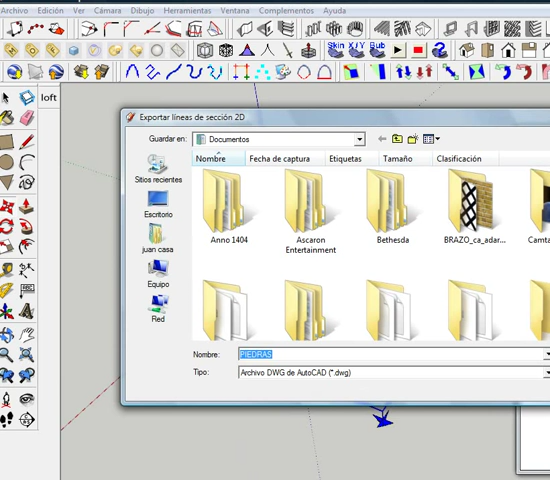 Archivo Edición Ver Cámara Dibujo Herramientas Ventana Complementos Ayuda
Skin X/Y Bub
loft
Exportar líneas de sección 2D
Guardar en: Documentos
Nombre Fecha de captura Etiquetas Tamaño Clasificación
Sitios recientes
Escritorio
juan casa
Equipo
Red
Anno 1404
Ascaron Entertainment
Bethesda
BRAZO_ca_adar...
Camta
Nombre: PIEDRAS
Tipo: Archivo DWG de AutoCAD (*.dwg)